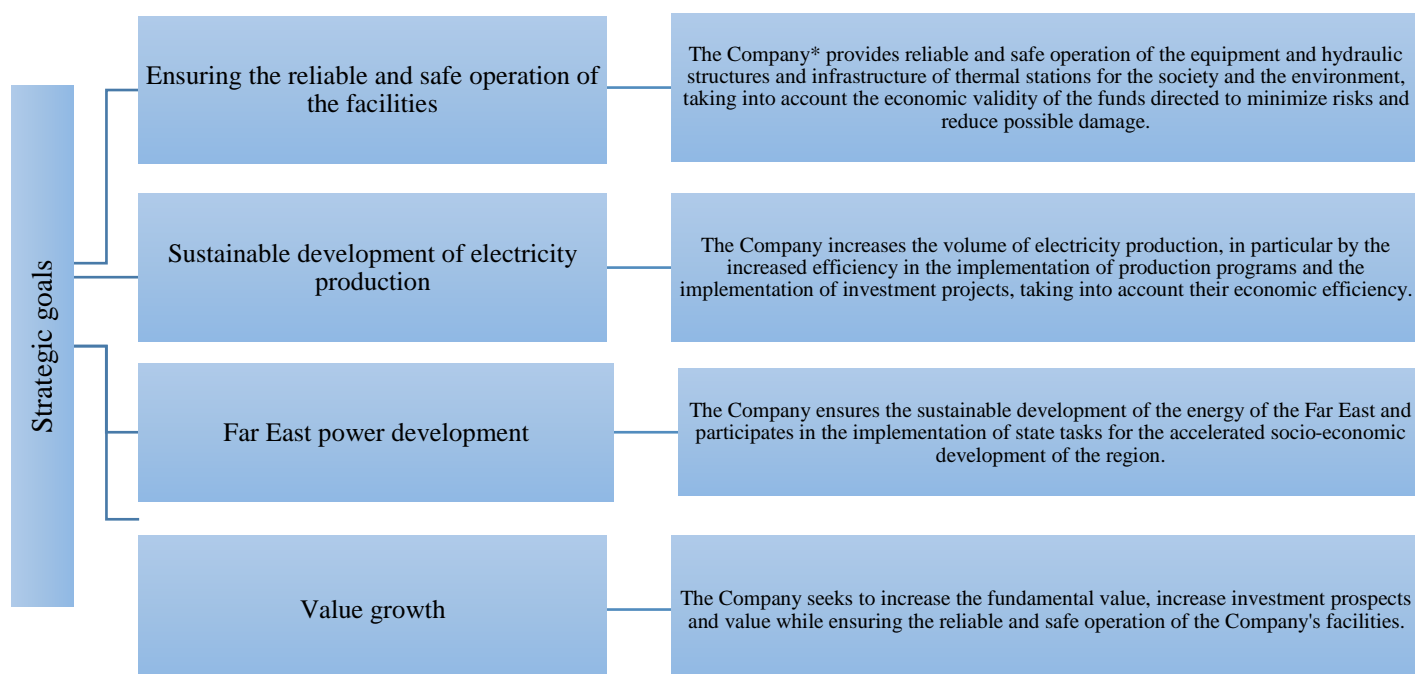 Strategic goals
Ensuring the reliable and safe operation of
the facilities
The Company* provides reliable and safe operation of the equipment and hydraulic
structures and infrastructure of thermal stations for the society and the environment,
taking into account the economic validity of the funds directed to minimize risks and
reduce possible damage.
Sustainable development of electricity
production
The Company increases the volume of electricity production, in particular by the
increased efficiency in the implementation of production programs and the
implementation of investment projects, taking into account their economic efficiency.
Far East power development
The Company ensures the sustainable development of the energy of the Far East and
participates in the implementation of state tasks for the accelerated socio-economic
development of the region.
Value growth
The Company seeks to increase the fundamental value, increase investment prospects
and value while ensuring the reliable and safe operation of the Company's facilities.